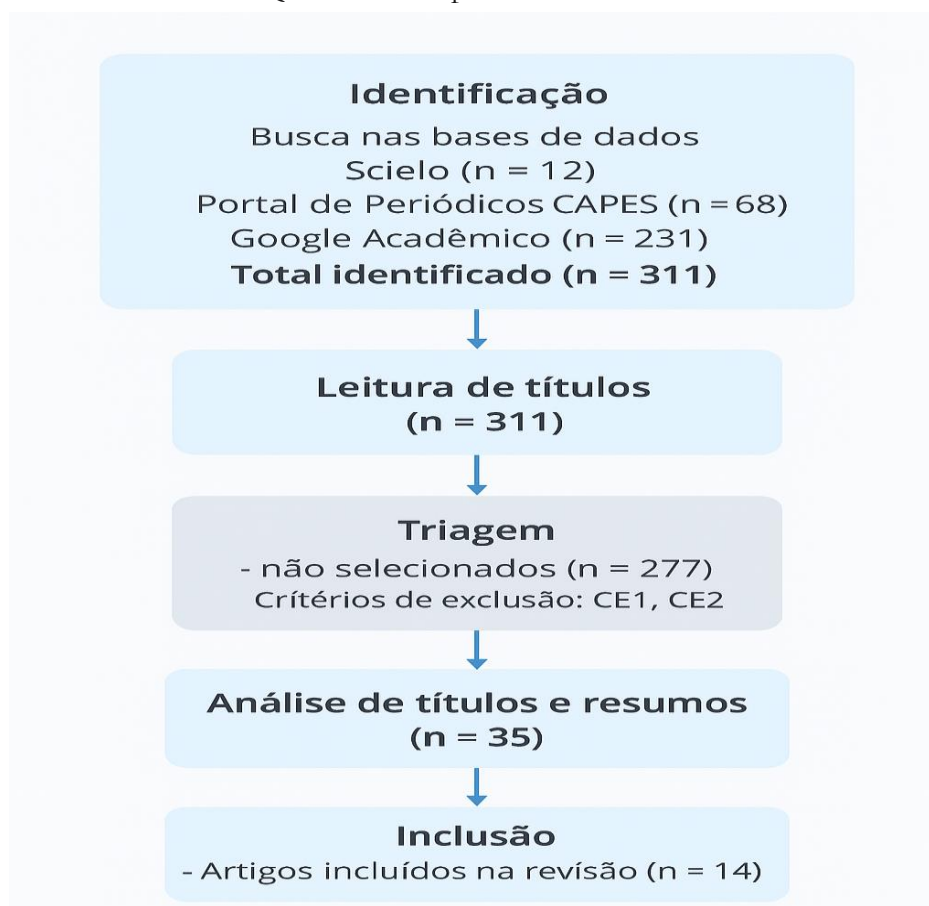 Identificação
Busca nas bases de dados
Scielo (n = 12)
Portal de Periódicos CAPES (n = 68)
Google Acadêmico (n = 231)
Total identificado (n = 311)
Leitura de títulos
(n = 311)
Triagem
- não selecionados (n = 277)
Crítérios de exclusão: CE1, CE2
Análise de títulos e resumos
(n = 35)
Inclusão
- Artigos incluídos na revísão (n = 14)